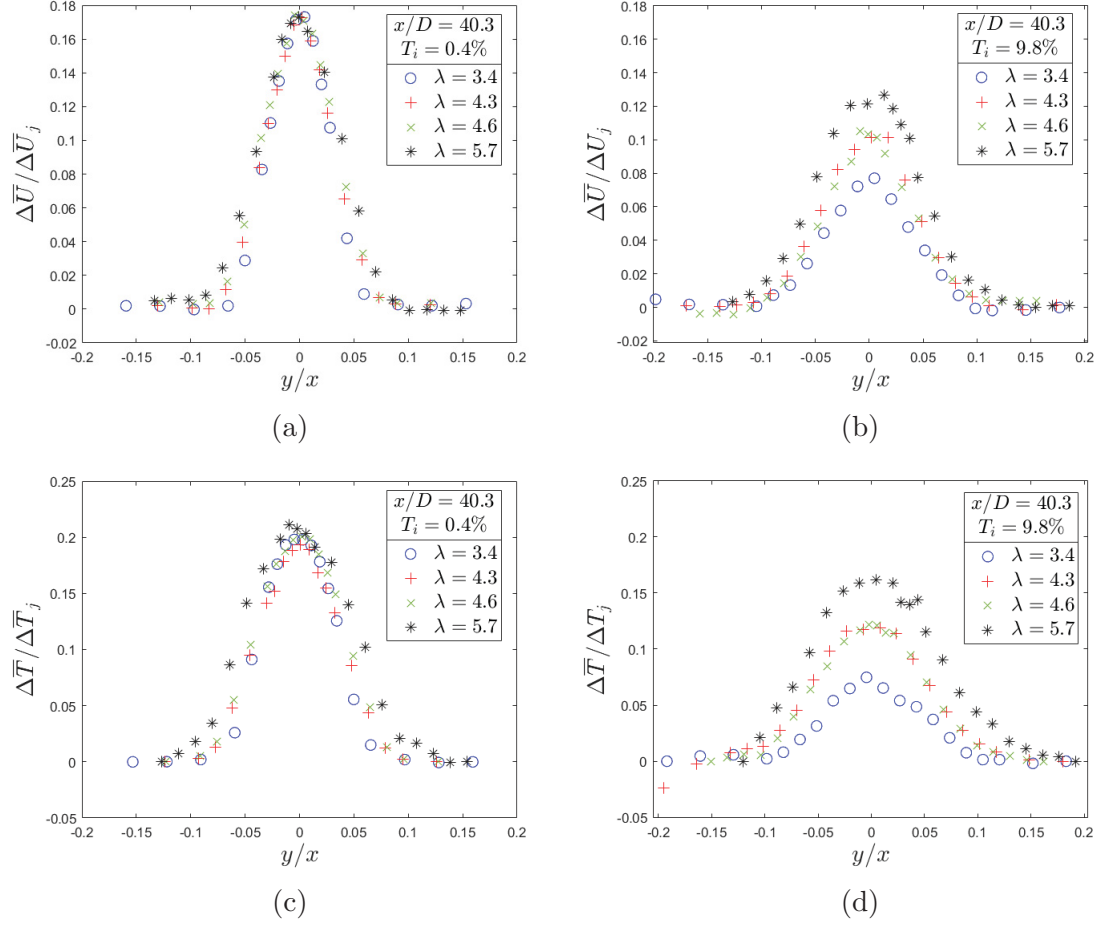 0.18
0.16
0.14
0.12
0.1
0.08
0.06
0.04
0.02
0
-0.02
-0.2 -0.15 -0.1 -0.05 0 0.05 0.1 0.15 0.2
ΔU̅/ΔU̅_j
y/x
x/D = 40.3
T_i = 0.4%
λ = 3.4
λ = 4.3
λ = 4.6
λ = 5.7
(a)
0.18
0.16
0.14
0.12
0.1
0.08
0.06
0.04
0.02
0
-0.02
-0.2 -0.15 -0.1 -0.05 0 0.05 0.1 0.15 0.2
ΔU̅/ΔU_j
y/x
x/D = 40.3
T_i = 9.8%
λ = 3.4
λ = 4.3
λ = 4.6
λ = 5.7
(b)
0.25
0.2
0.15
0.1
0.05
0
-0.05
-0.2 -0.15 -0.1 -0.05 0 0.05 0.1 0.15 0.2
ΔT̅/ΔT̅_j
y/x
x/D = 40.3
T_i = 0.4%
λ = 3.4
λ = 4.3
λ = 4.6
λ = 5.7
(c)
0.25
0.2
0.15
0.1
0.05
0
-0.05
-0.2 -0.15 -0.1 -0.05 0 0.05 0.1 0.15 0.2
ΔT̅/ΔT_j
y/x
x/D = 40.3
T_i = 9.8%
λ = 3.4
λ = 4.3
λ = 4.6
λ = 5.7
(d)